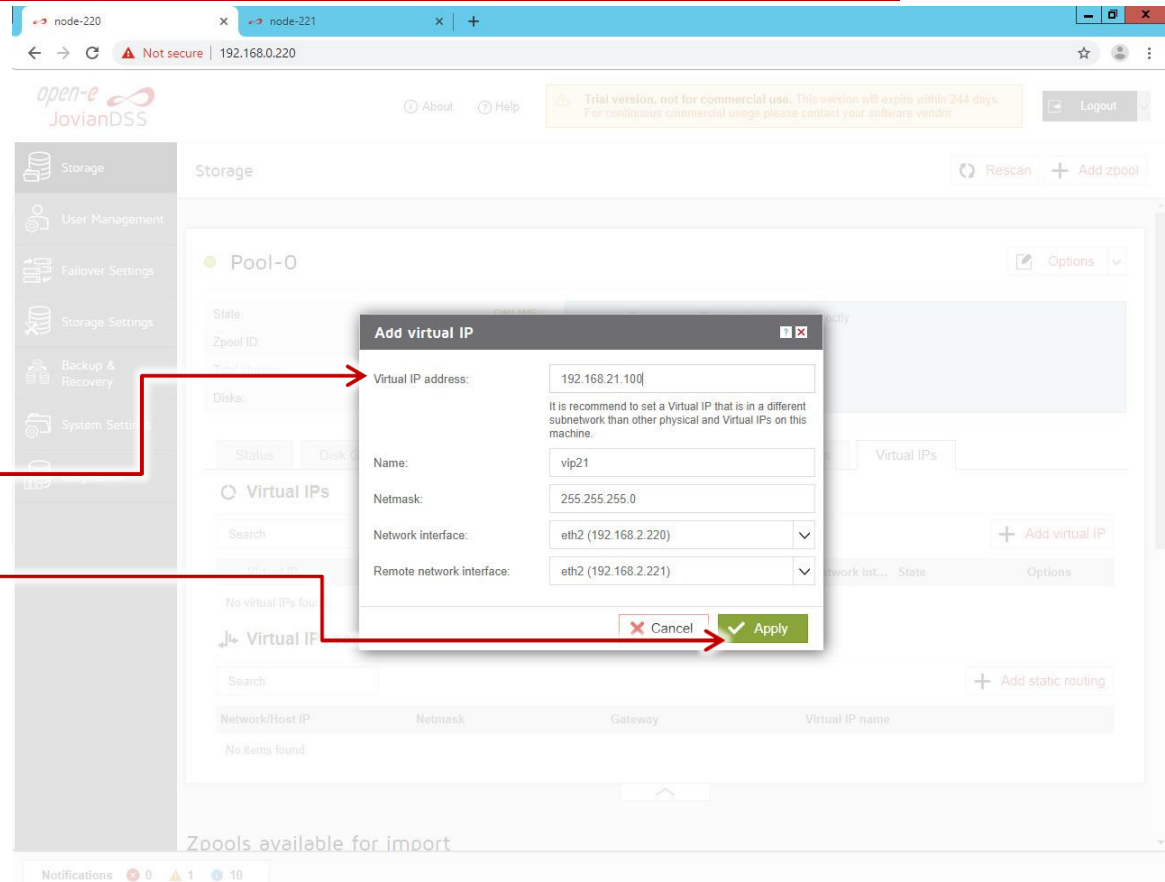 node-220
node-221
Not secure | 192.168.0.220
open-e
JovianDSS
About
Help
Trial version, not for commercial use. This version will expire within 244 days.
For continuous commercial usage please contact your software vendor.
Logout
Storage
User Management
Failover Settings
Storage Settings
Backup &
Recovery
System Settings
Storage
Rescan
Add zpool
Pool-0
Options
State:
ONLINE
Zpool ID:
Disks:
Status
Virtual IPs
Virtual IPs
Search
Add virtual IP
State
Options
No virtual IPs
Virtual
Search
Add static routing
Network/Host IP
Netmask
Gateway
Virtual IP name
No items found.
Add virtual IP
Virtual IP address:
192.168.21.100
It is recommend to set a Virtual IP that is in a different
subnetwork than other physical and Virtual IPs on this
machine.
Name:
vip21
Netmask:
255.255.255.0
Network interface:
eth2 (192.168.2.220)
Remote network interface:
eth2 (192.168.2.221)
Cancel
Apply
Zpools available for import
Notifications 0 1 10